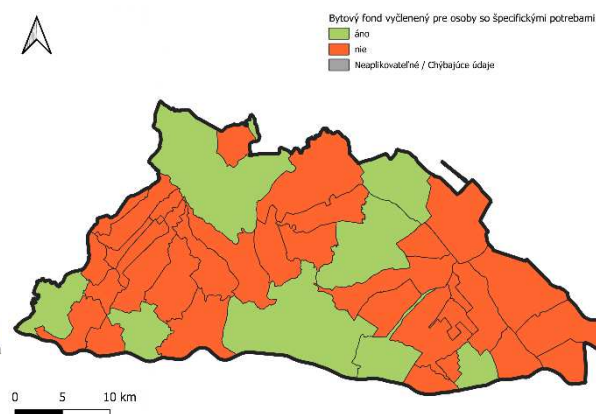 Bytový fond vyčlenený pre osoby so špecifickými potrebami
áno
nie
Neaplikovateľné / Chýbajúce údaje
0 5 10 km